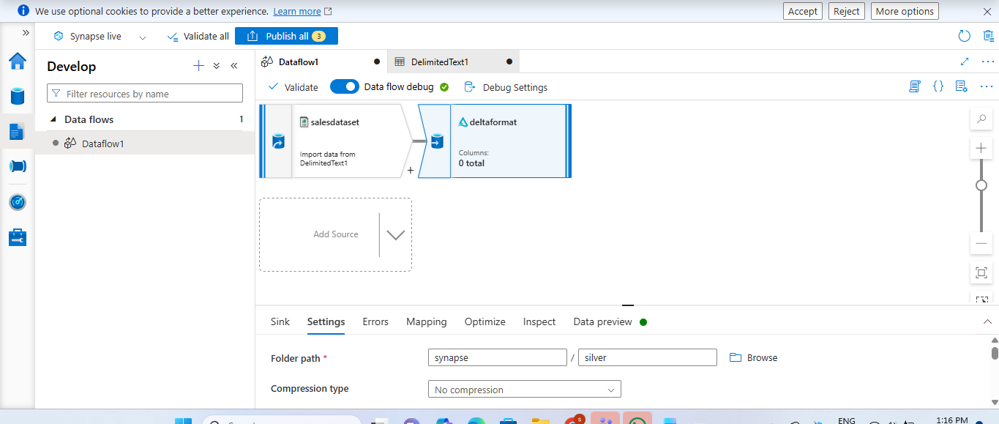 We use optional cookies to provide a better experience. Learn more
Accept
Reject
More options
Synapse live
Validate all
Publish all 3
Develop
Filter resources by name
Data flows 1
Dataflow1
Dataflow1
DelimitedText1
Validate
Data flow debug
Debug Settings
salesdataset
Import data from
DelimitedText1
+
deltaformat
Columns:
0 total
Add Source
Sink
Settings
Errors
Mapping
Optimize
Inspect
Data preview
Folder path *
synapse / silver
Browse
Compression type
No compression
ENG
1:16 PM